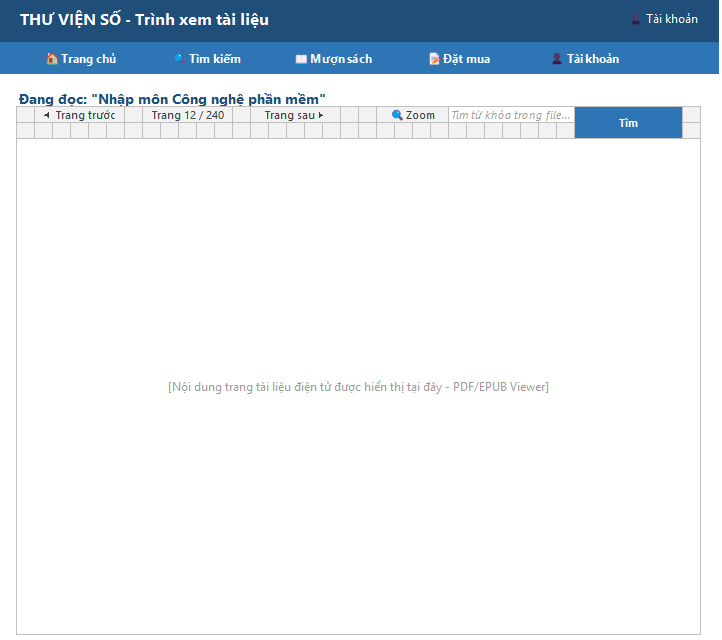 THƯ VIỆN SỐ - Trình xem tài liệu
Tài khoản
Trang chủ Tìm kiếm Mượn sách Đặt mua Tài khoản
Đang đọc: "Nhập môn Công nghệ phần mềm"
Trang trước Trang 12 / 240 Trang sau Zoom Tìm từ khóa trong file... Tìm
[Nội dung trang tài liệu điện tử được hiển thị tại đây - PDF/EPUB Viewer]